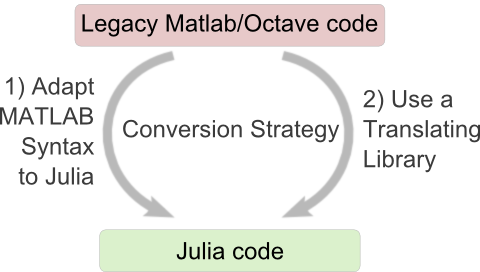 Legacy Matlab/Octave code
1) Adapt
MATLAB
Syntax
to Julia
Conversion Strategy
2) Use a
Translating
Library
Julia code